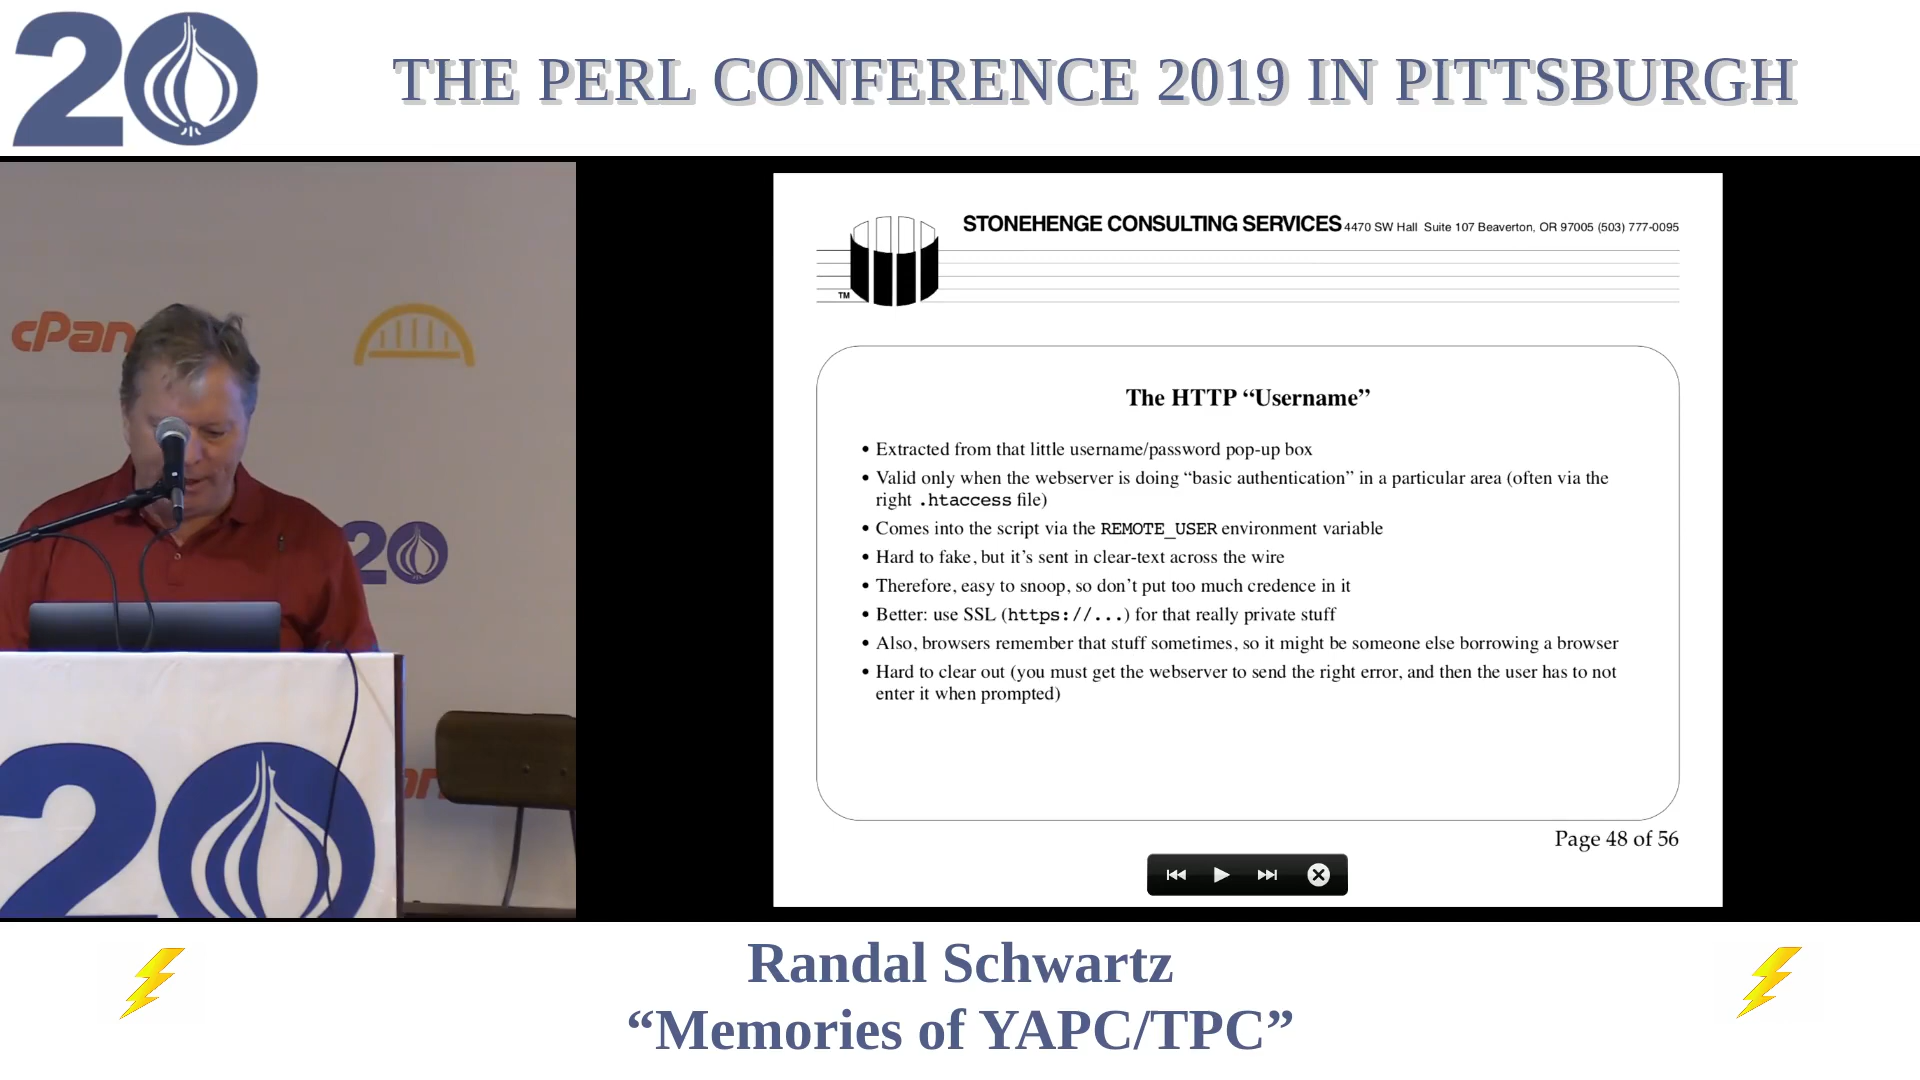 20
THE PERL CONFERENCE 2019 IN PITTSBURGH
cPan
20
20
STONEHENGE CONSULTING SERVICES 4470 SW Hall Suite 107 Beaverton, OR 97005 (503) 777-0095
TM
The HTTP “Username”
• Extracted from that little username/password pop-up box
• Valid only when the webserver is doing “basic authentication” in a particular area (often via the
right .htaccess file)
• Comes into the script via the REMOTE_USER environment variable
• Hard to fake, but it’s sent in clear-text across the wire
• Therefore, easy to snoop, so don’t put too much credence in it
• Better: use SSL (https://...) for that really private stuff
• Also, browsers remember that stuff sometimes, so it might be someone else borrowing a browser
• Hard to clear out (you must get the webserver to send the right error, and then the user has to not
enter it when prompted)
Page 48 of 56
Randal Schwartz
“Memories of YAPC/TPC”